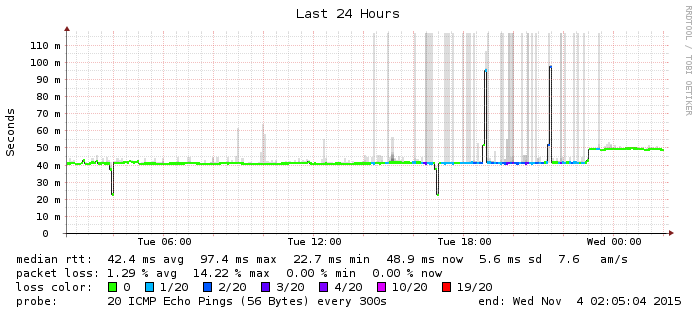 Last 24 Hours
RRDTOOL / TOBI OETIKER
Seconds
110 m
100 m
90 m
80 m
70 m
60 m
50 m
40 m
30 m
20 m
10 m
0
Tue 06:00 Tue 12:00 Tue 18:00 Wed 00:00
median rtt: 42.4 ms avg 97.4 ms max 22.7 ms min 48.9 ms now 5.6 ms sd 7.6 am/s
packet loss: 1.29 % avg 14.22 % max 0.00 % min 0.00 % now
loss color: 0 1/20 2/20 3/20 4/20 10/20 19/20
probe: 20 ICMP Echo Pings (56 Bytes) every 300s end: Wed Nov 4 02:05:04 2015